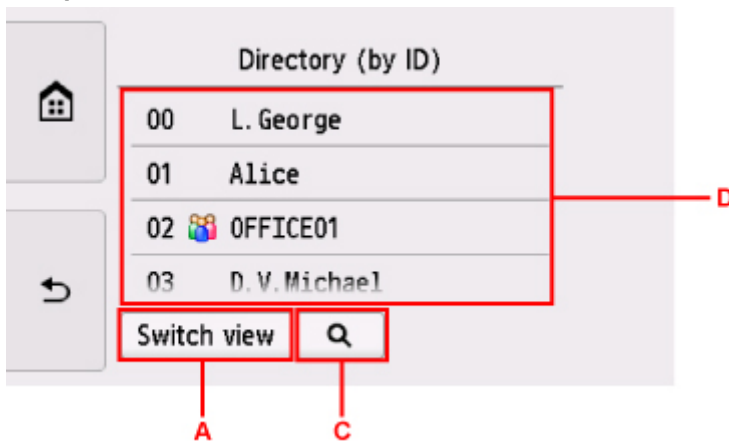 Directory (by ID)
00 L.George
01 Alice
02 OFFICE01
03 D.V.Michael
D
Switch view
A
C